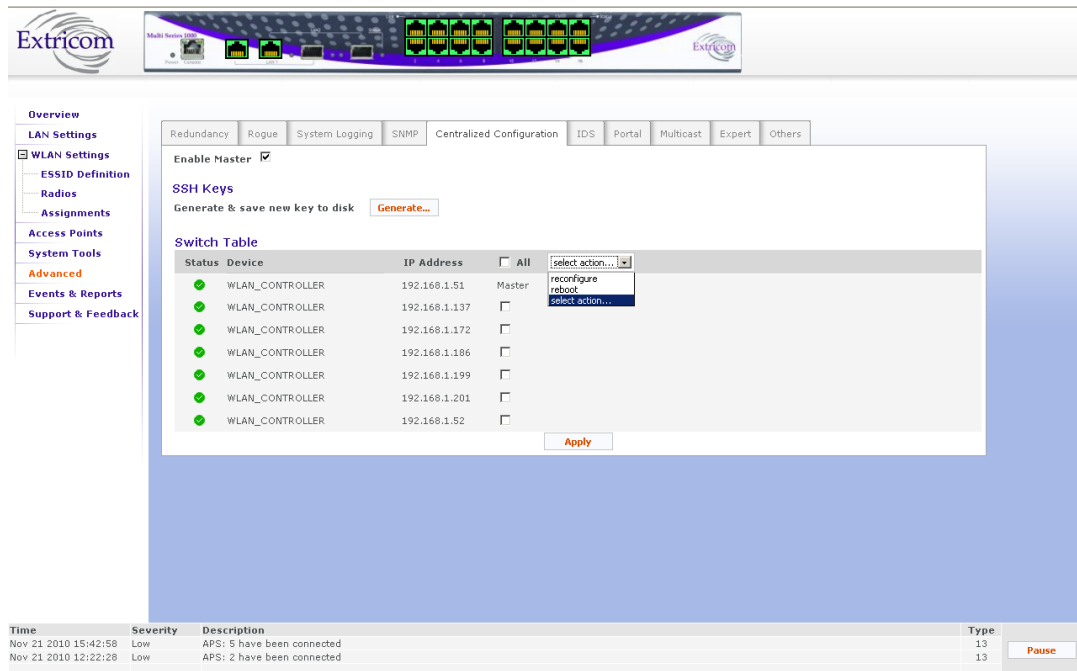 Extricom
Multi Series 1080
Extricom
Overview
LAN Settings
WLAN Settings
ESSID Definition
Radios
Assignments
Access Points
System Tools
Advanced
Events & Reports
Support & Feedback
Redundancy Rogue System Logging SNMP Centralized Configuration IDS Portal Multicast Expert Others
Enable Master
SSH Keys
Generate & save new key to disk Generate...
Switch Table
Status Device IP Address All select action...
reconfigure
reboot
select action...
WLAN_CONTROLLER 192.168.1.51 Master
WLAN_CONTROLLER 192.168.1.137
WLAN_CONTROLLER 192.168.1.172
WLAN_CONTROLLER 192.168.1.186
WLAN_CONTROLLER 192.168.1.199
WLAN_CONTROLLER 192.168.1.201
WLAN_CONTROLLER 192.168.1.52
Apply
Time Severity Description Type
Nov 21 2010 15:42:58 Low APS: 5 have been connected 13
Nov 21 2010 12:22:28 Low APS: 2 have been connected 13
Pause